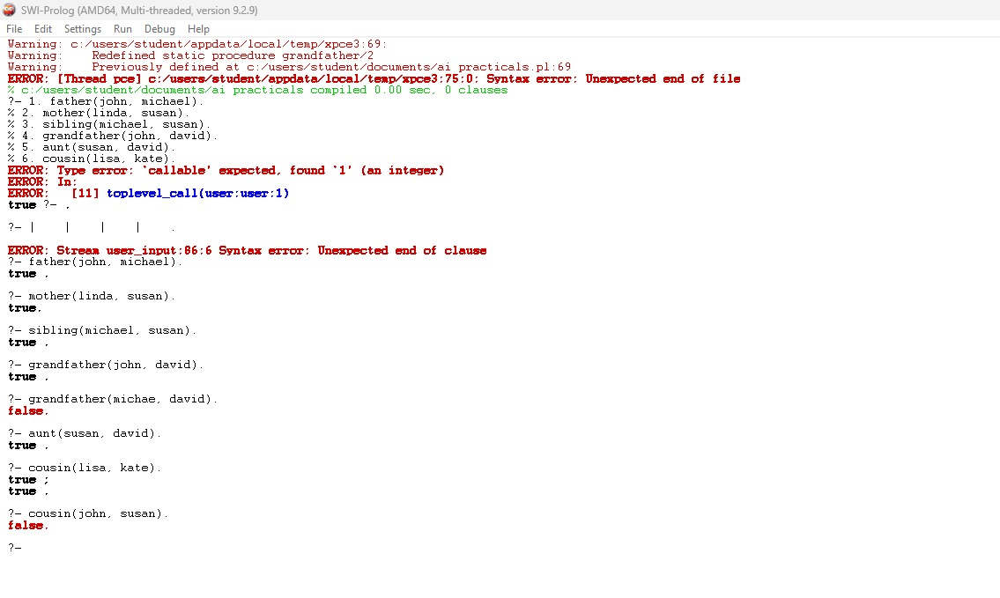 SWI-Prolog (AMD64, Multi-threaded, version 9.2.9)
File Edit Settings Run Debug Help
Warning: c:/users/student/appdata/local/temp/xpce3:69:
Warning:    Redefined static procedure grandfather/2
Warning:    Previously defined at c:/users/student/documents/ai practicals.pl:69
ERROR: [Thread pce] c:/users/student/appdata/local/temp/xpce3:75:0: Syntax error: Unexpected end of file
% c:/users/student/documents/ai practicals compiled 0.00 sec, 0 clauses
?- 1. father(john, michael).
% 2. mother(linda, susan).
% 3. sibling(michael, susan).
% 4. grandfather(john, david).
% 5. aunt(susan, david).
% 6. cousin(lisa, kate).
ERROR: Type error: `callable' expected, found `1' (an integer)
ERROR: In:
ERROR:   [11] toplevel_call(user:user:1)
true ?- .
?- |    |    |    |    .
ERROR: Stream user_input:86:6 Syntax error: Unexpected end of clause
?- father(john, michael).
true .
?- mother(linda, susan).
true.
?- sibling(michael, susan).
true .
?- grandfather(john, david).
true .
?- grandfather(michae, david).
false.
?- aunt(susan, david).
true .
?- cousin(lisa, kate).
true ;
true .
?- cousin(john, susan).
false.
?-